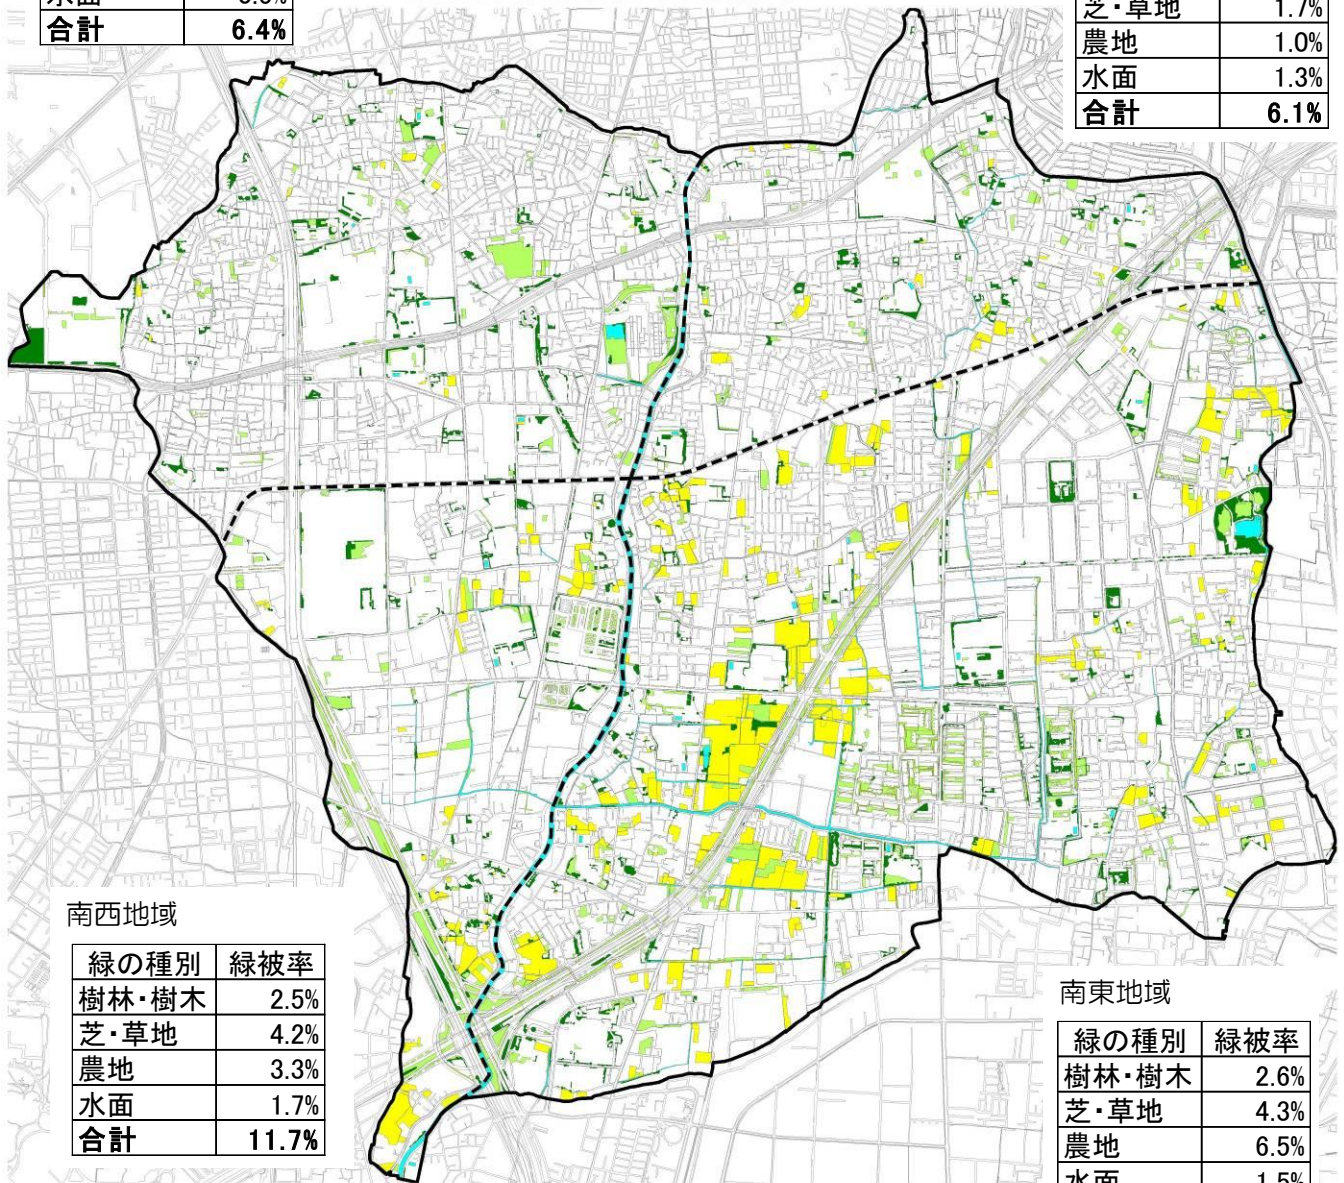 合計 6.4%
芝・草地 1.7%
農地 1.0%
水面 1.3%
合計 6.1%
南西地域
緑の種別 緑被率
樹林・樹木 2.5%
芝・草地 4.2%
農地 3.3%
水面 1.7%
合計 11.7%
南東地域
緑の種別 緑被率
樹林・樹木 2.6%
芝・草地 4.3%
農地 6.5%
水面 1.5%